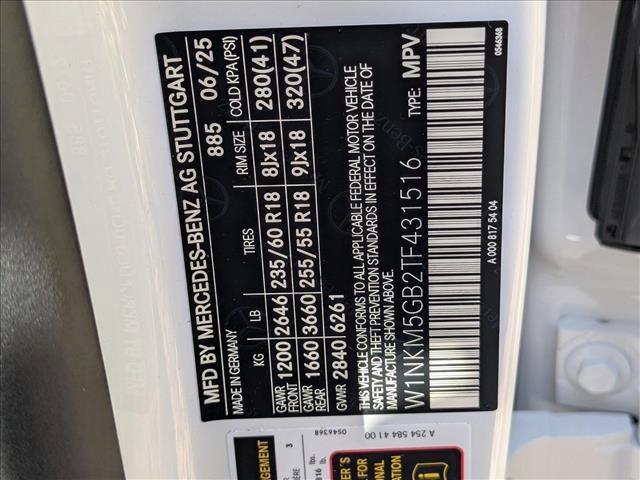 MFD BY MERCEDES-BENZ AG STUTTGART
MADE IN GERMANY 885 06/25
KG LB TIRES RIM SIZE COLD KPA(PSI)
GAWR FRONT 1200 2646 235/60 R18 8Jx18 280(41)
GAWR REAR 1660 3660 255/55 R18 9Jx18 320(47)
GVWR 2840 6261
THIS VEHICLE CONFORMS TO ALL APPLICABLE FEDERAL MOTOR VEHICLE
SAFETY AND THEFT PREVENTION STANDARDS IN EFFECT ON THE DATE OF
MANUFACTURE SHOWN ABOVE.
W1NKM5GB2TF431516 TYPE: MPV
A 000 817 54 04
0546368
A 254 584 41 00
0546368
3
lbs.
lb.